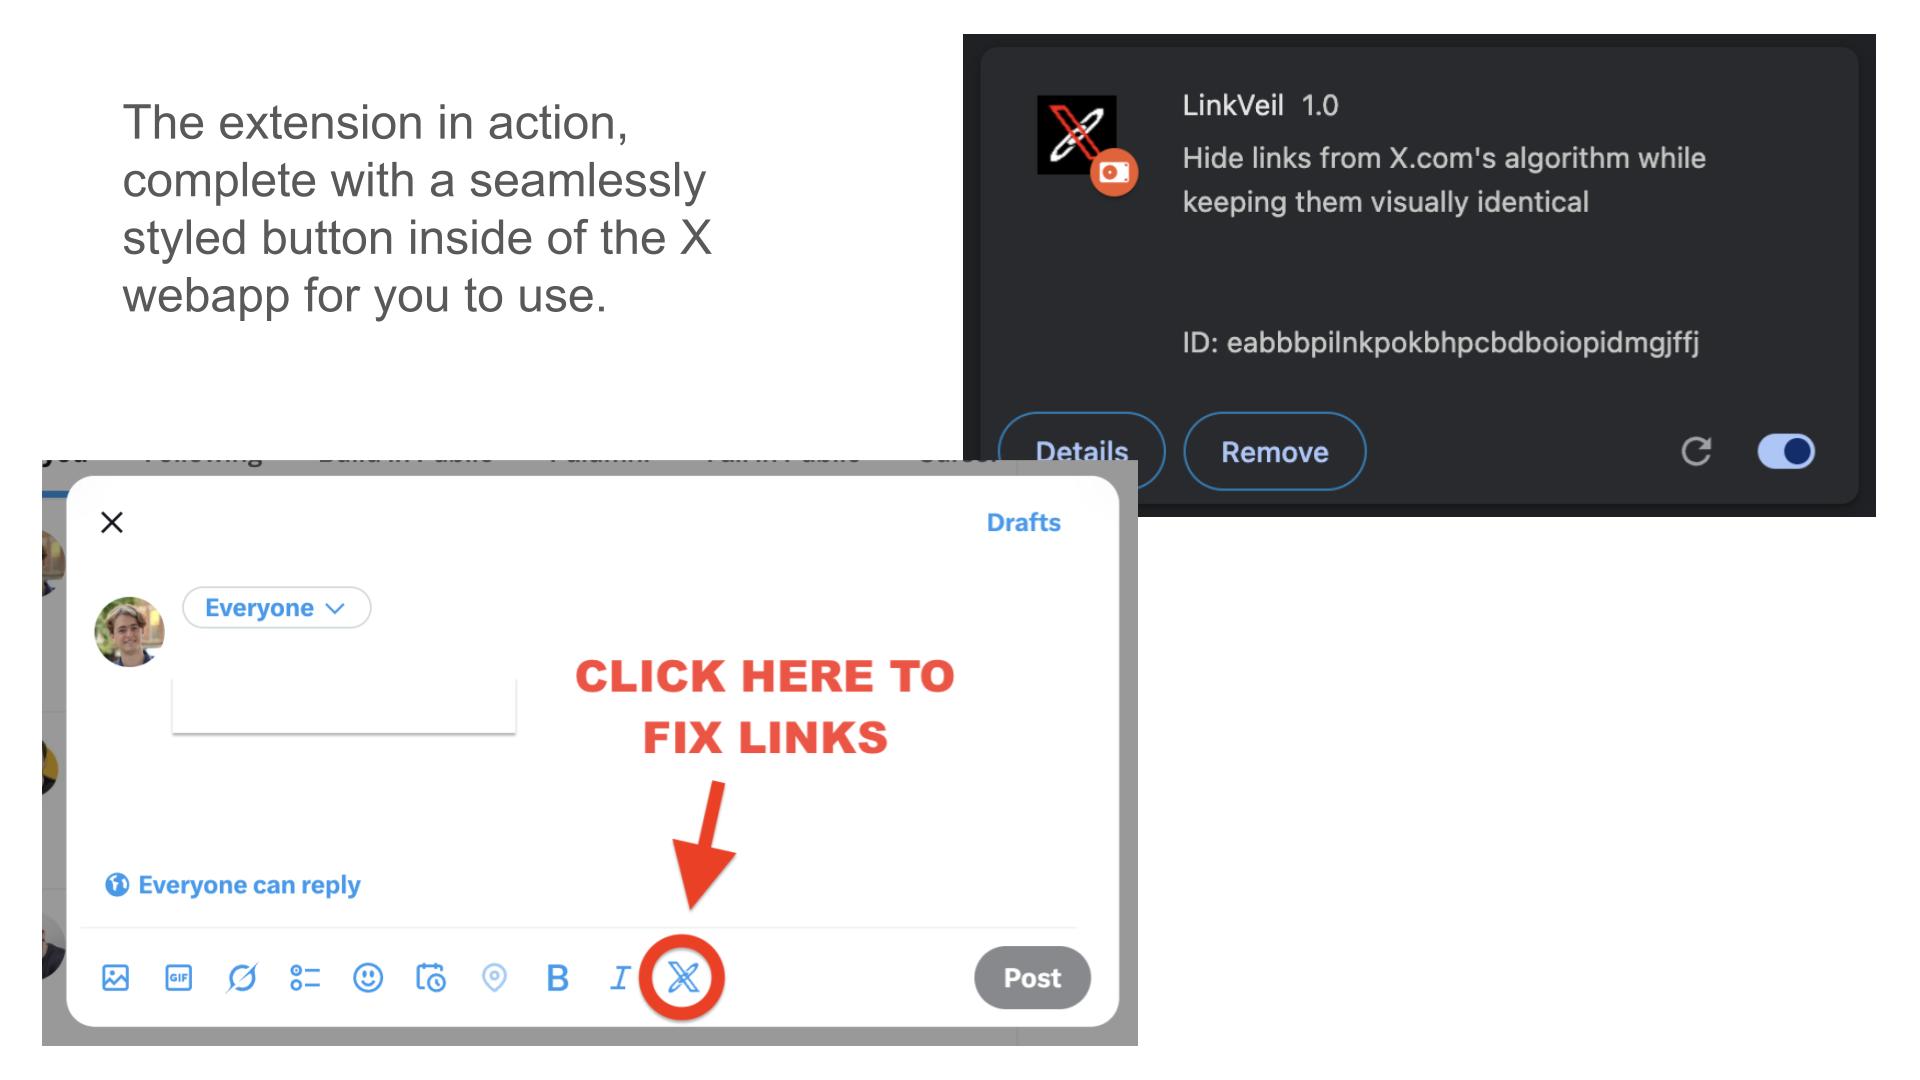 The extension in action,
complete with a seamlessly
styled button inside of the X
webapp for you to use.
LinkVeil 1.0
Hide links from X.com's algorithm while
keeping them visually identical
ID: eabbbpilnkpokbhpcbdboiopidmgjffj
Details
Remove
Drafts
Everyone
CLICK HERE TO
FIX LINKS
Everyone can reply
GIF
B
I
Post